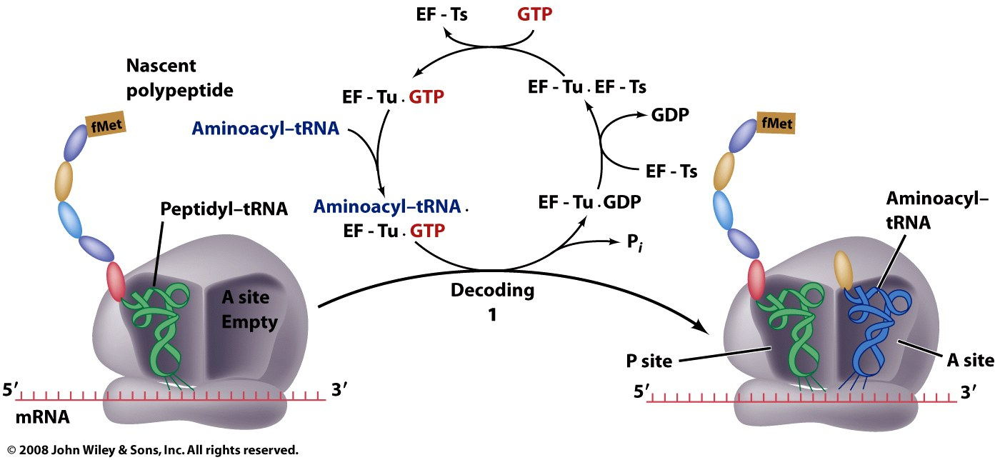 EF - Ts
GTP
Nascent
polypeptide
fMet
EF - Tu . GTP
EF - Tu . EF - Ts
GDP
Aminoacyl–tRNA
EF - Ts
fMet
Aminoacyl–tRNA .
EF - Tu . GTP
EF - Tu . GDP
Pi
Peptidyl–tRNA
Aminoacyl–
tRNA
A site
Empty
Decoding
1
P site
A site
5′
3′
mRNA
5′
3′
© 2008 John Wiley & Sons, Inc. All rights reserved.